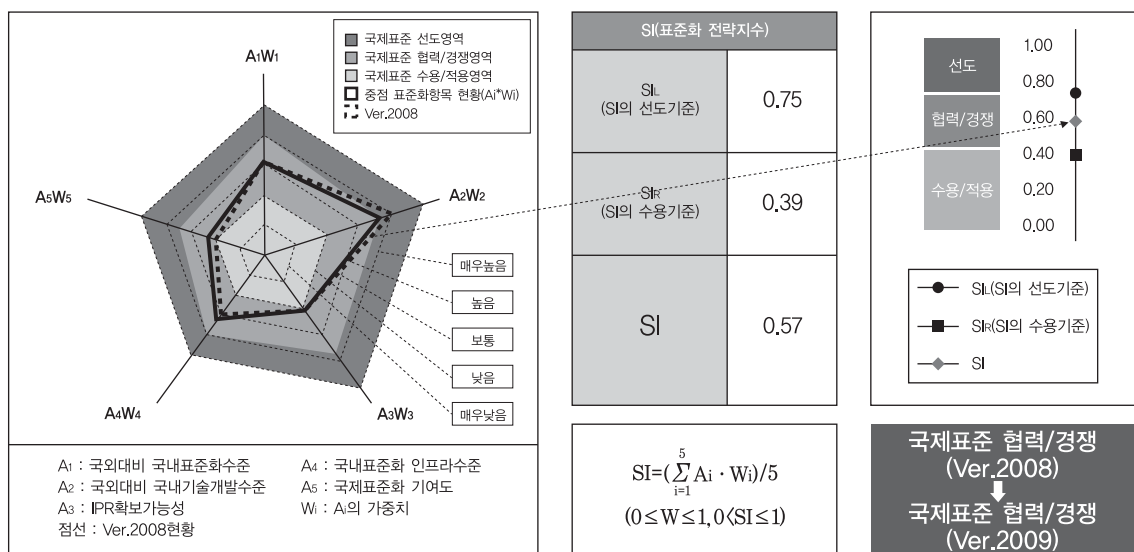 국제표준 선도영역
국제표준 협력/경쟁영역
국제표준 수용/적용영역
중점 표준화항목 현황(Ai*Wi)
Ver.2008
A₁W₁
A₂W₂
A₃W₃
A₄W₄
A₅W₅
매우높음
높음
보통
낮음
매우낮음
A₁ : 국외대비 국내표준화수준
A₂ : 국외대비 국내기술개발수준
A₃ : IPR확보가능성
점선 : Ver.2008현황
A₄ : 국내표준화 인프라수준
A₅ : 국제표준화 기여도
Wᵢ : Aᵢ의 가중치
SI(표준화 전략지수)
SIL
(SI의 선도기준)
0.75
SIR
(SI의 수용기준)
0.39
SI
0.57
SI=(∑ Ai · Wi)/5
5
i=1
(0≤W≤1, 0<SI≤1)
선도
협력/경쟁
수용/적용
1.00
0.80
0.60
0.40
0.20
0.00
SIL(SI의 선도기준)
SIR(SI의 수용기준)
SI
국제표준 협력/경쟁
(Ver.2008)
국제표준 협력/경쟁
(Ver.2009)